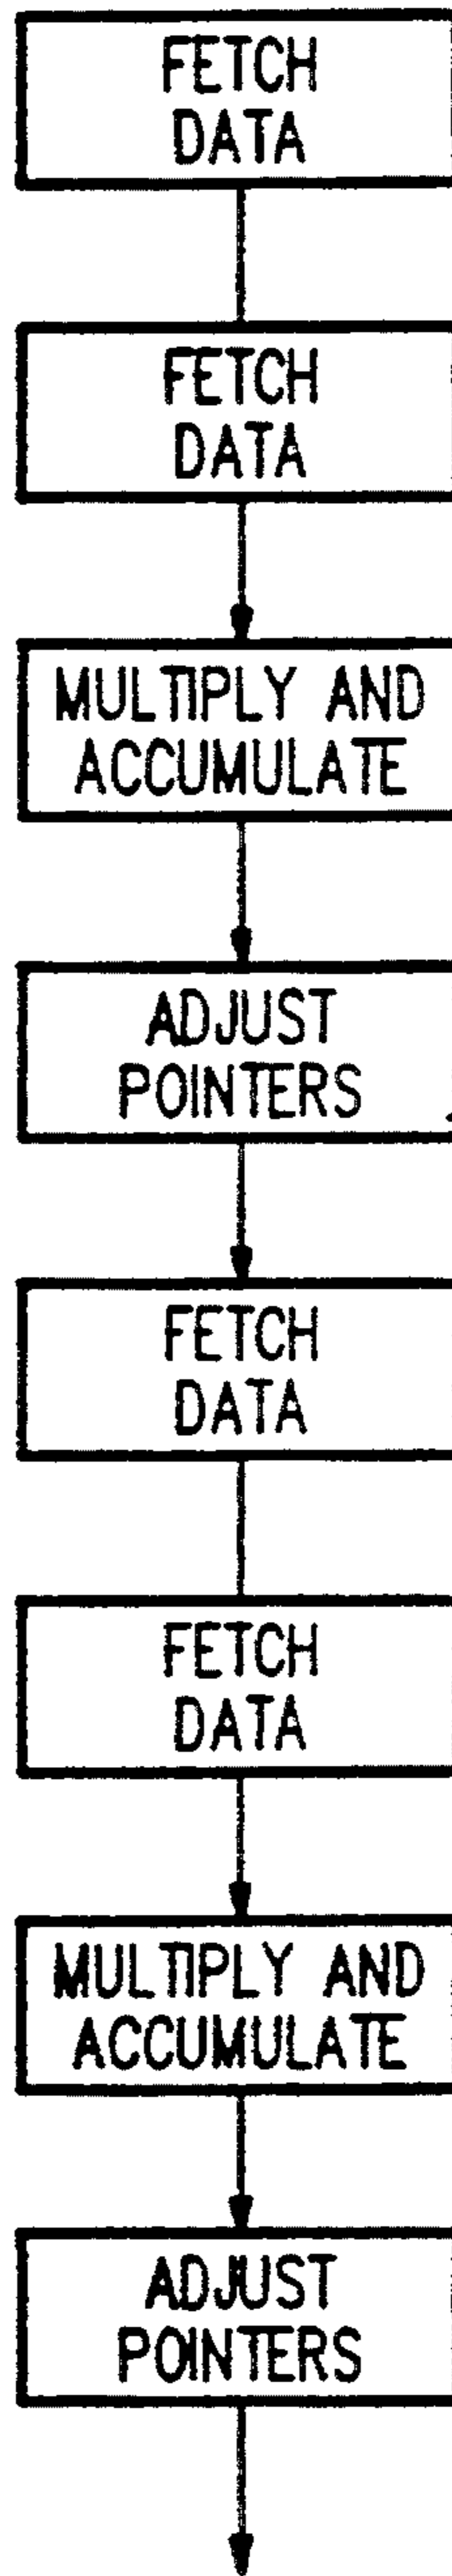 FETCH
DATA
FETCH
DATA
MULTIPLY AND
ACCUMULATE
ADJUST
POINTERS
FETCH
DATA
FETCH
DATA
MULTIPLY AND
ACCUMULATE
ADJUST
POINTERS